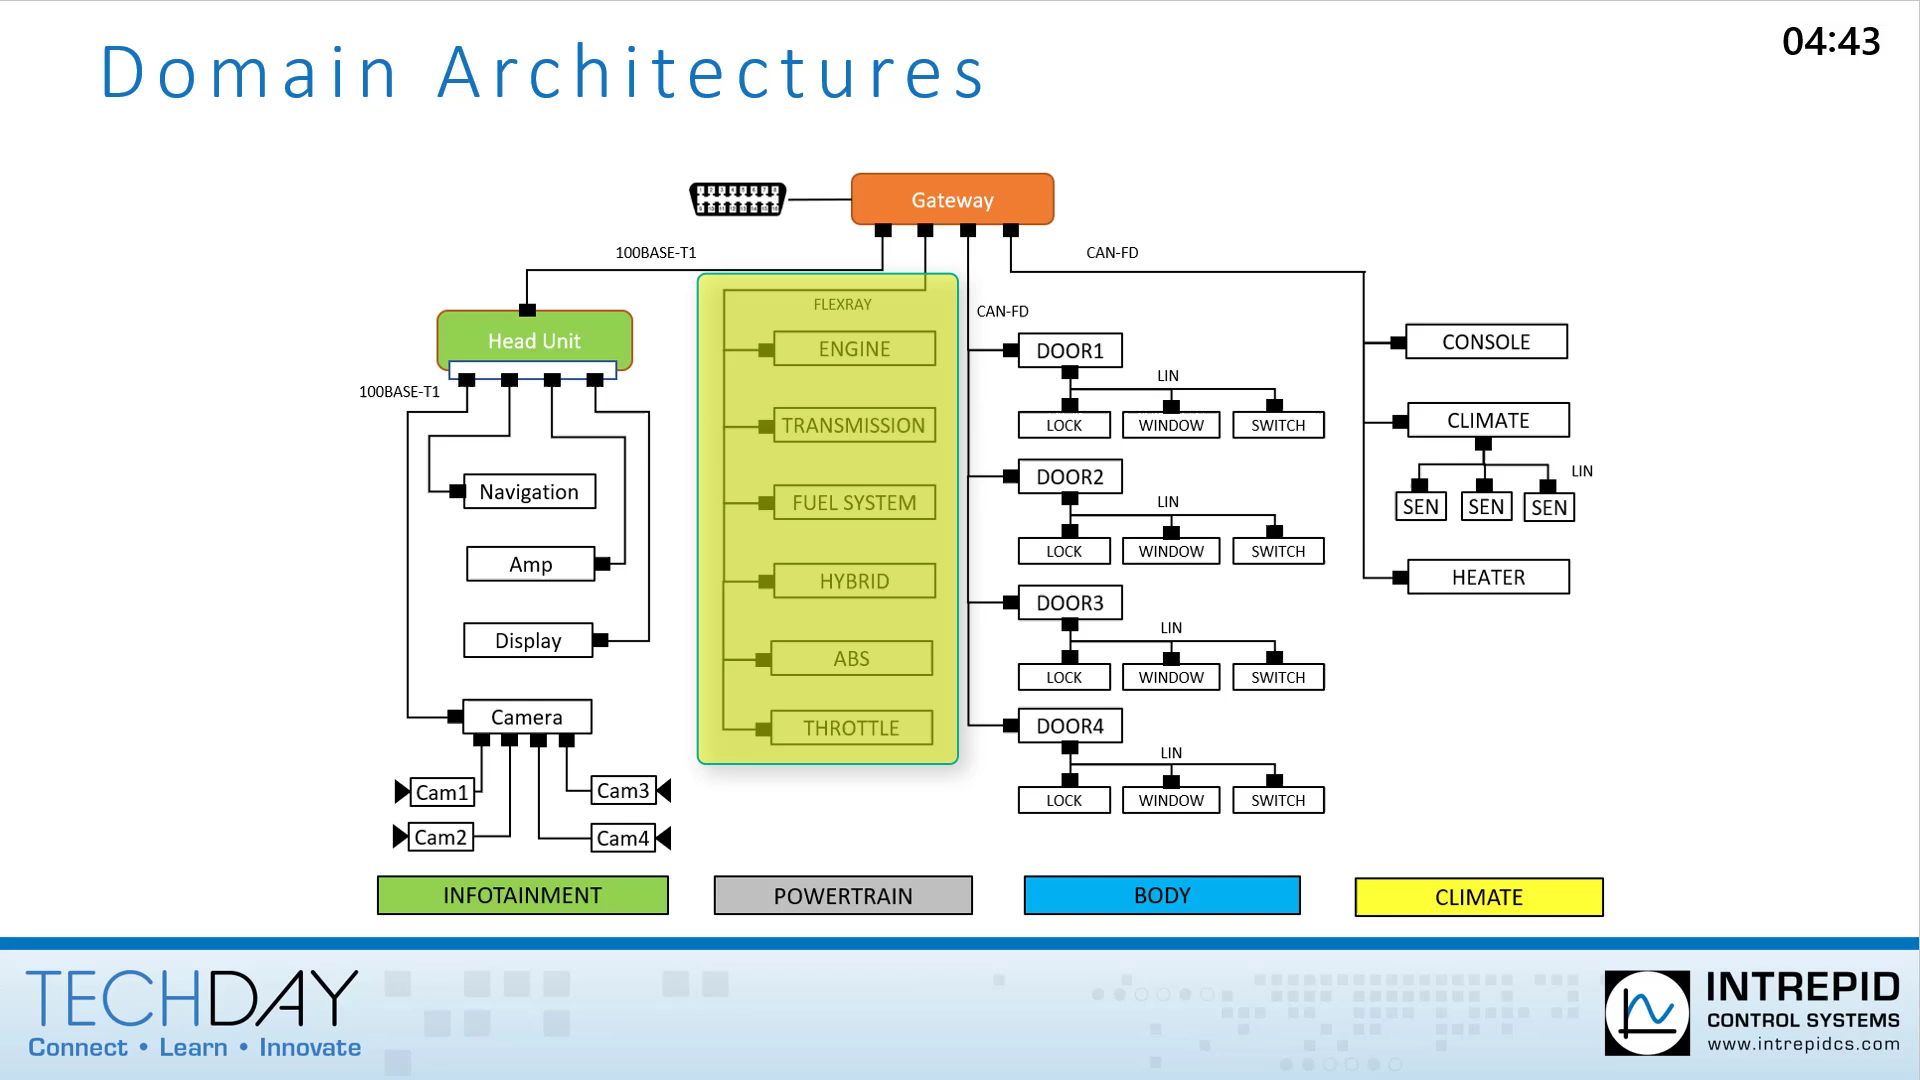 Domain Architectures
04:43
Gateway
100BASE-T1
CAN-FD
FLEXRAY
CAN-FD
Head Unit
100BASE-T1
Navigation
Amp
Display
Camera
Cam1
Cam2
Cam3
Cam4
ENGINE
TRANSMISSION
FUEL SYSTEM
HYBRID
ABS
THROTTLE
DOOR1
LIN
LOCK WINDOW SWITCH
DOOR2
LIN
LOCK WINDOW SWITCH
DOOR3
LIN
LOCK WINDOW SWITCH
DOOR4
LIN
LOCK WINDOW SWITCH
CONSOLE
CLIMATE
LIN
SEN SEN SEN
HEATER
INFOTAINMENT
POWERTRAIN
BODY
CLIMATE
TECHDAY
Connect • Learn • Innovate
INTREPID
CONTROL SYSTEMS
www.intrepidcs.com